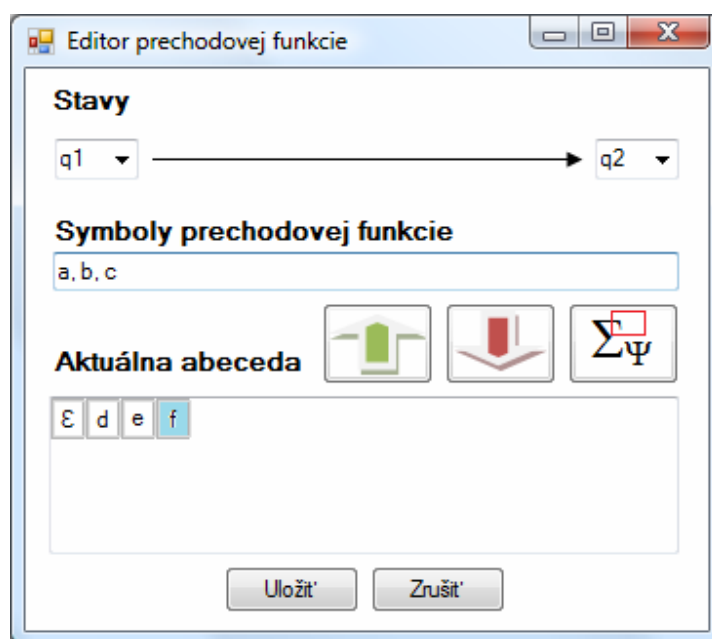 Editor prechodovej funkcie
Stavy
q1 q2
Symboly prechodovej funkcie
a, b, c
Aktuálna abeceda
ΣΨ
Ɛ d e f
Uložiť Zrušiť